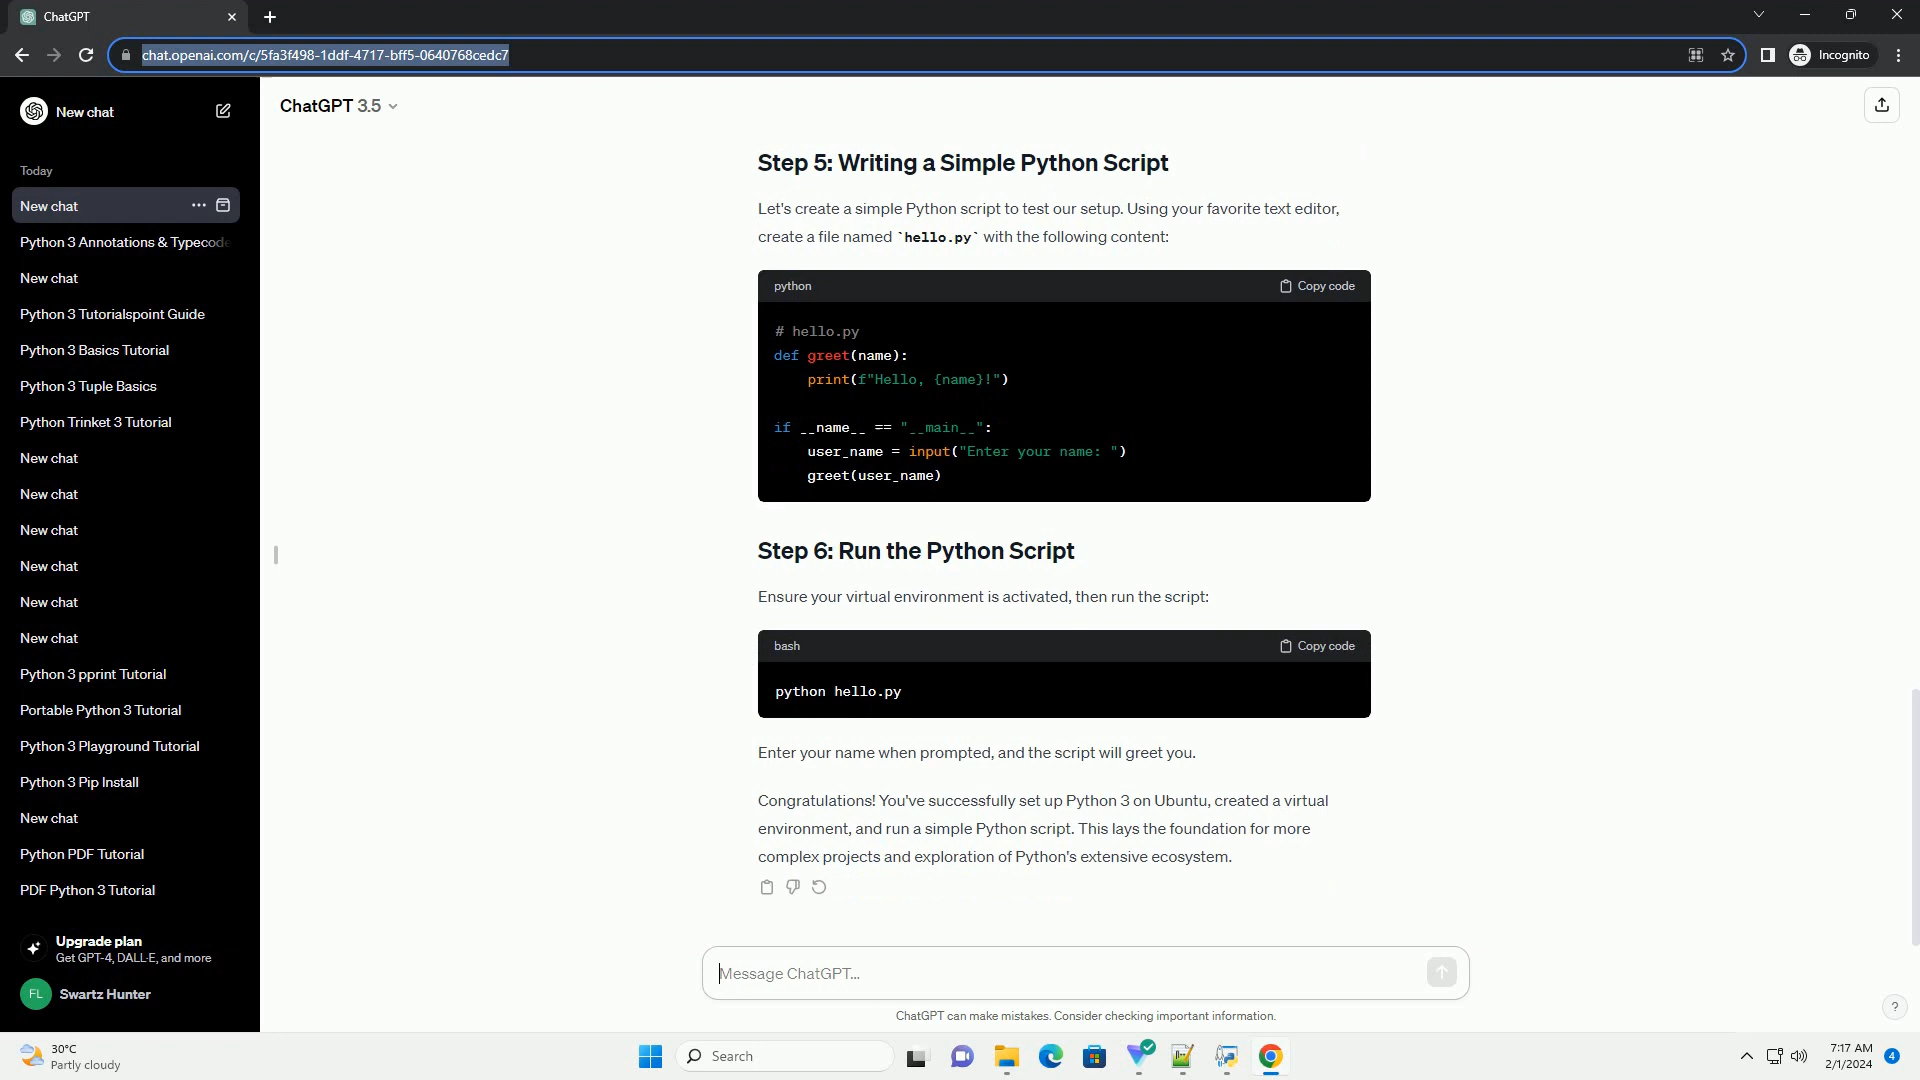 ChatGPT
chat.openai.com/c/5fa3f498-1ddf-4717-bff5-0640768cedc7
Incognito
New chat
ChatGPT 3.5
Today
New chat
Python 3 Annotations & Typecode
New chat
Python 3 Tutorialspoint Guide
Python 3 Basics Tutorial
Python 3 Tuple Basics
Python Trinket 3 Tutorial
New chat
New chat
New chat
New chat
New chat
New chat
Python 3 pprint Tutorial
Portable Python 3 Tutorial
Python 3 Playground Tutorial
Python 3 Pip Install
New chat
Python PDF Tutorial
PDF Python 3 Tutorial
Upgrade plan
Get GPT-4, DALL·E, and more
FL
Swartz Hunter
Step 5: Writing a Simple Python Script
Let's create a simple Python script to test our setup. Using your favorite text editor,
create a file named `hello.py` with the following content:
python
Copy code
# hello.py
def greet(name):
    print(f"Hello, {name}!")
if __name__ == "__main__":
    user_name = input("Enter your name: ")
    greet(user_name)
Step 6: Run the Python Script
Ensure your virtual environment is activated, then run the script:
bash
Copy code
python hello.py
Enter your name when prompted, and the script will greet you.
Congratulations! You've successfully set up Python 3 on Ubuntu, created a virtual
environment, and run a simple Python script. This lays the foundation for more
complex projects and exploration of Python's extensive ecosystem.
Message ChatGPT...
ChatGPT can make mistakes. Consider checking important information.
?
30°C
Partly cloudy
Search
7:17 AM
2/1/2024
4